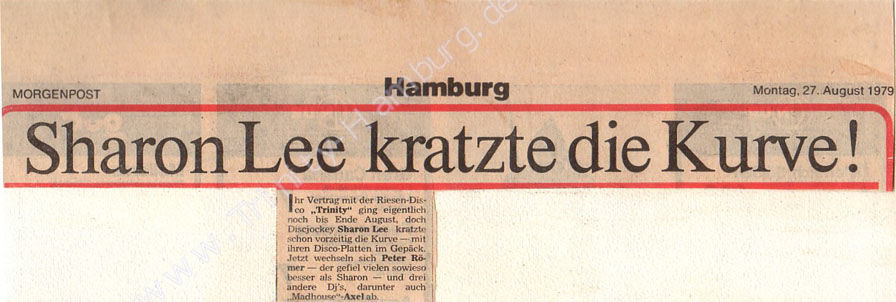 MORGENPOST
Hamburg
Montag, 27. August 1979
Sharon Lee kratzte die Kurve!
Ihr Vertrag mit der Riesen-Dis-
co „Trinity“ ging eigentlich
noch bis Ende August, doch
Discjockey Sharon Lee kratzte
schon vorzeitig die Kurve — mit
ihren Disco-Platten im Gepäck.
Jetzt wechseln sich Peter Rö-
mer — der gefiel vielen sowieso
besser als Sharon — und drei
andere Dj's, darunter auch
„Madhouse“-Axel ab.